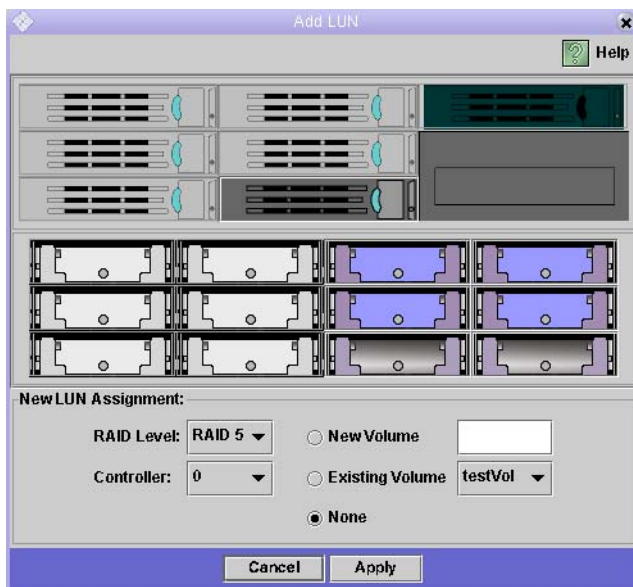 Add LUN
Help
New LUN Assignment:
RAID Level: RAID 5 New Volume
Controller: 0 Existing Volume testVol
None
Cancel Apply